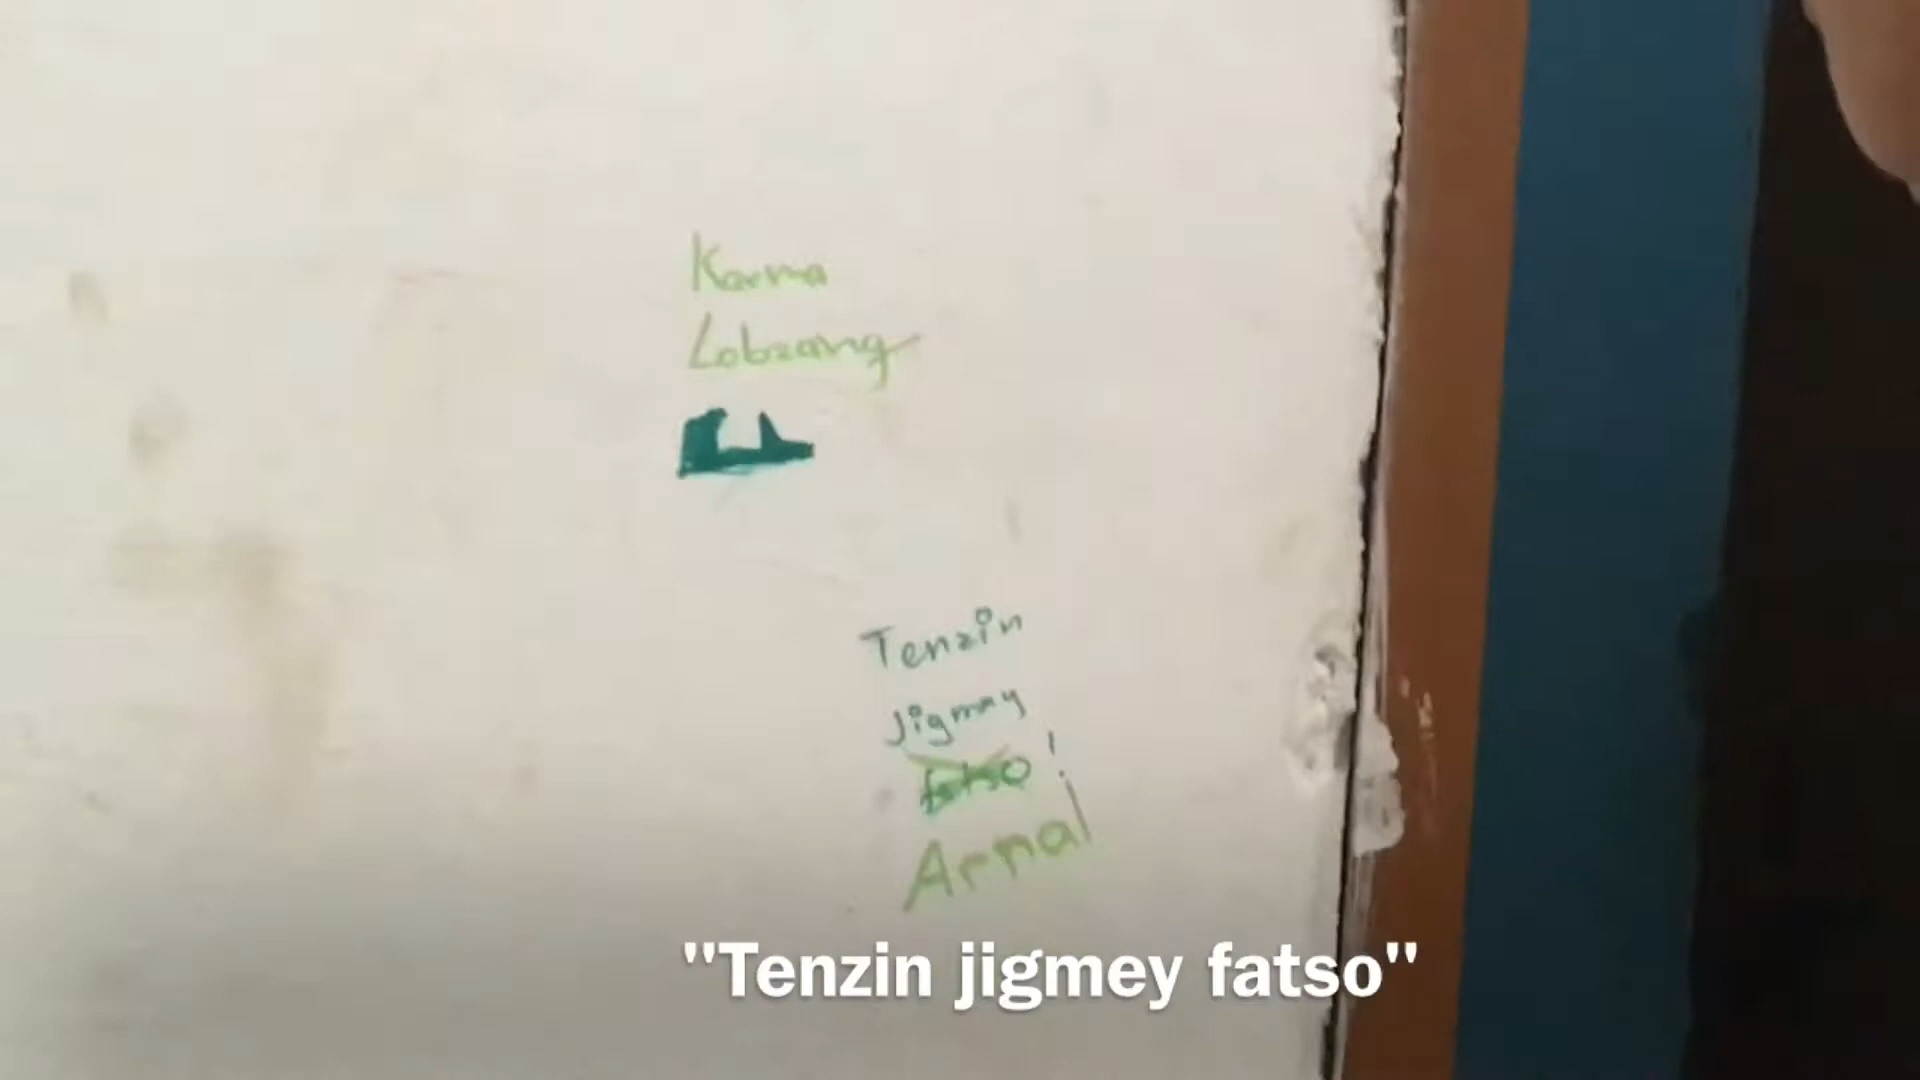 Karma
Lobzang
Tenzin
Jigmey
fatso!
Arnal
"Tenzin jigmey fatso"